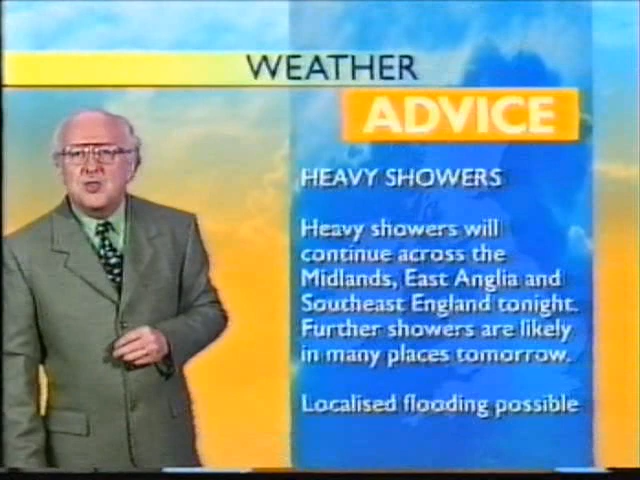 WEATHER
ADVICE
HEAVY SHOWERS
Heavy showers will
continue across the
Midlands, East Anglia and
Southeast England tonight.
Further showers are likely
in many places tomorrow.
Localised flooding possible